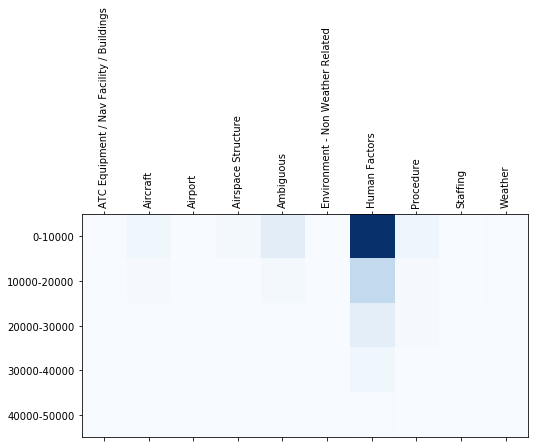 ATC Equipment / Nav Facility / Buildings
Aircraft
Airport
Airspace Structure
Ambiguous
Environment - Non Weather Related
Human Factors
Procedure
Staffing
Weather
0-10000
10000-20000
20000-30000
30000-40000
40000-50000